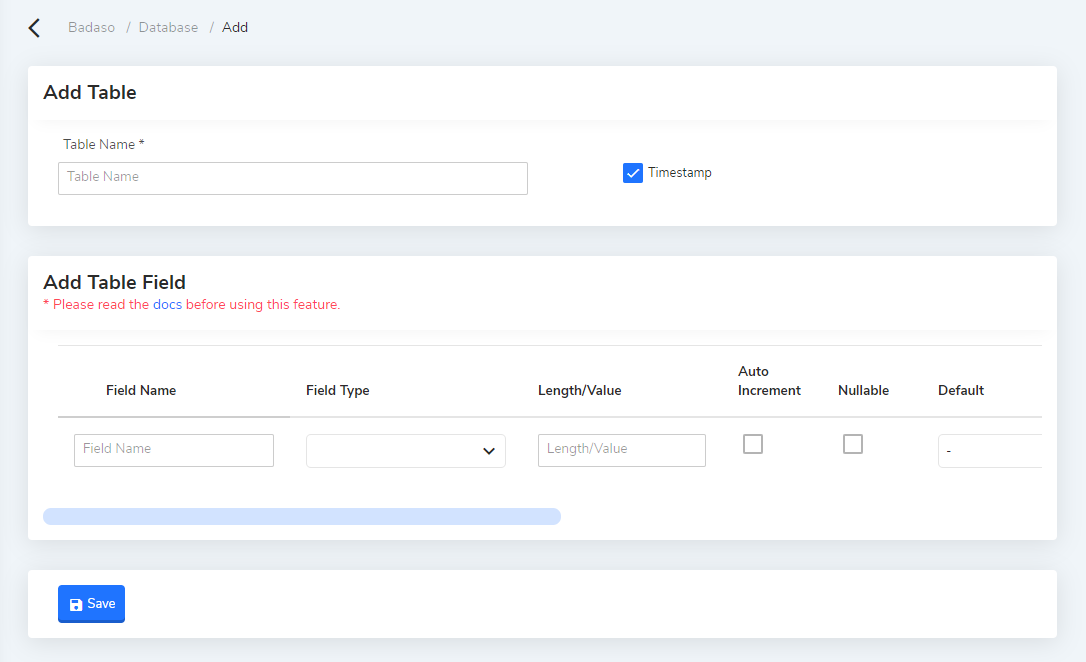 Badaso / Database / Add
Add Table
Table Name *
Table Name
Timestamp
Add Table Field
* Please read the docs before using this feature.
Field Name Field Type Length/Value Auto Increment Nullable Default
Field Name Length/Value -
Save